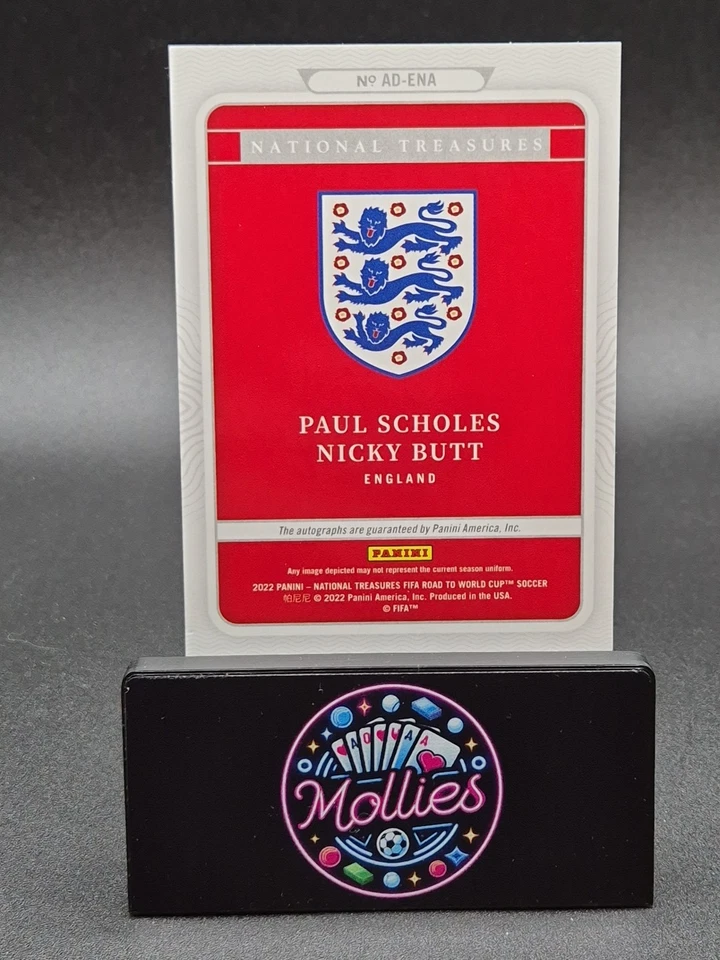 Nº AD-ENA
NATIONAL TREASURES
PAUL SCHOLES
NICKY BUTT
ENGLAND
The autographs are guaranteed by Panini America, Inc.
PANINI
Any image depicted may not represent the current season uniform.
2022 PANINI – NATIONAL TREASURES FIFA ROAD TO WORLD CUP™ SOCCER
帕尼尼 © 2022 Panini America, Inc. Produced in the USA.
© FIFA™
Mollies